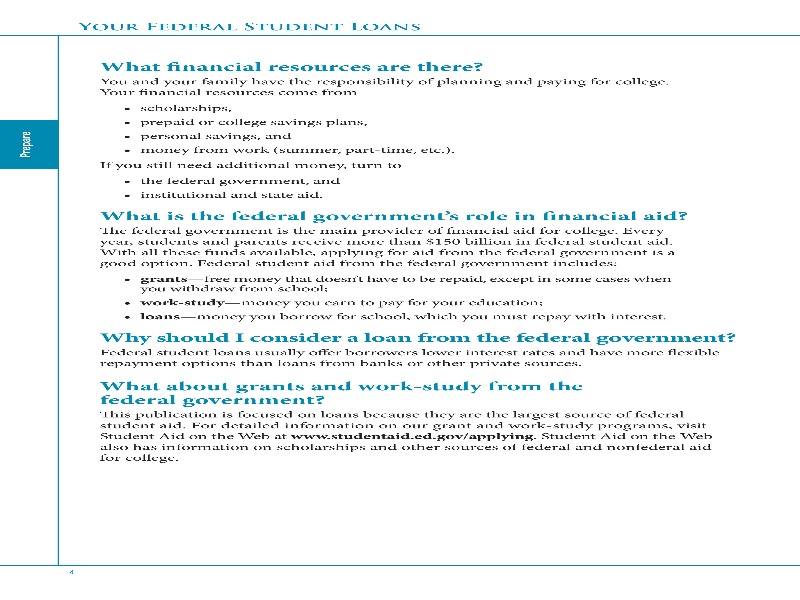 YOUR FEDERAL STUDENT LOANS
What financial resources are there?
You and your family have the responsibility of planning and paying for college.
Your financial resources come from
• scholarships,
• prepaid or college savings plans,
• personal savings, and
• money from work (summer, part-time, etc.).
If you still need additional money, turn to
• the federal government, and
• institutional and state aid.
Prepare
What is the federal government's role in financial aid?
The federal government is the main provider of financial aid for college. Every
year, students and parents receive more than $150 billion in federal student aid.
With all these funds available, applying for aid from the federal government is a
good option. Federal student aid from the federal government includes:
• grants—free money that doesn't have to be repaid, except in some cases when
you withdraw from school;
• work-study—money you earn to pay for your education;
• loans—money you borrow for school, which you must repay with interest.
Why should I consider a loan from the federal government?
Federal student loans usually offer borrowers lower interest rates and have more flexible
repayment options than loans from banks or other private sources.
What about grants and work-study from the
federal government?
This publication is focused on loans because they are the largest source of federal
student aid. For detailed information on our grant and work-study programs, visit
Student Aid on the Web at www.studentaid.ed.gov/applying. Student Aid on the Web
also has information on scholarships and other sources of federal and nonfederal aid
for college.
4